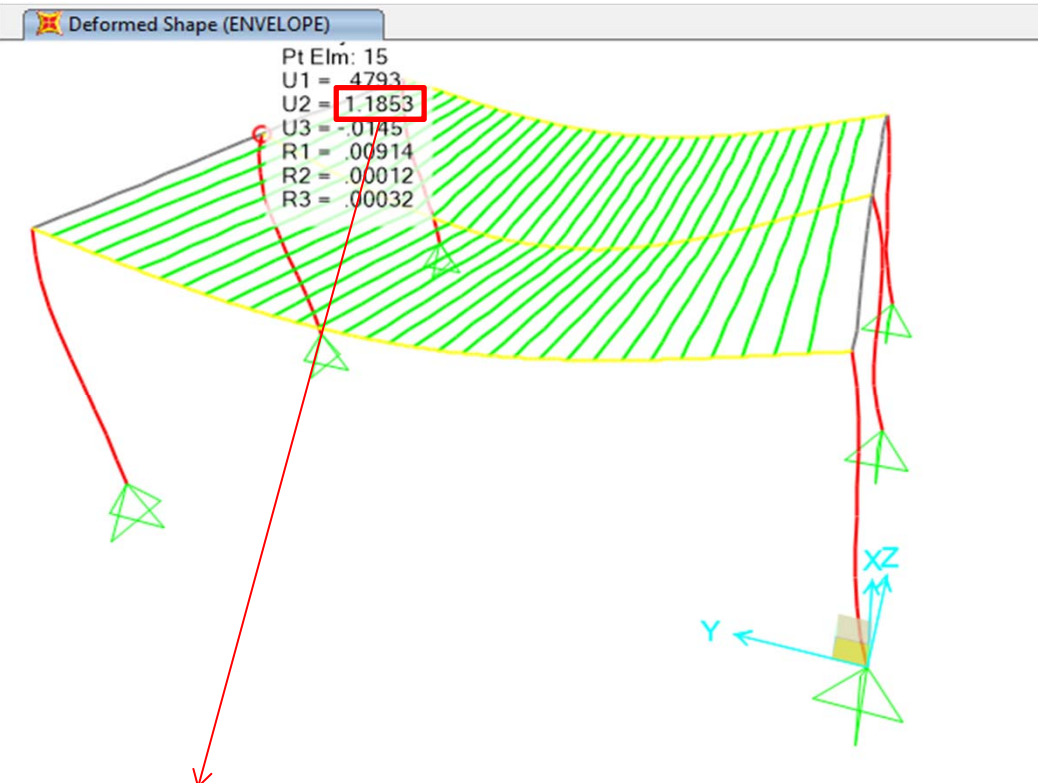 Deformed Shape (ENVELOPE)
Pt Elm: 15
U1 = .4793
U2 = 1.1853
U3 = -.0145
R1 = .00914
R2 = .00012
R3 = .00032
XZ
Y